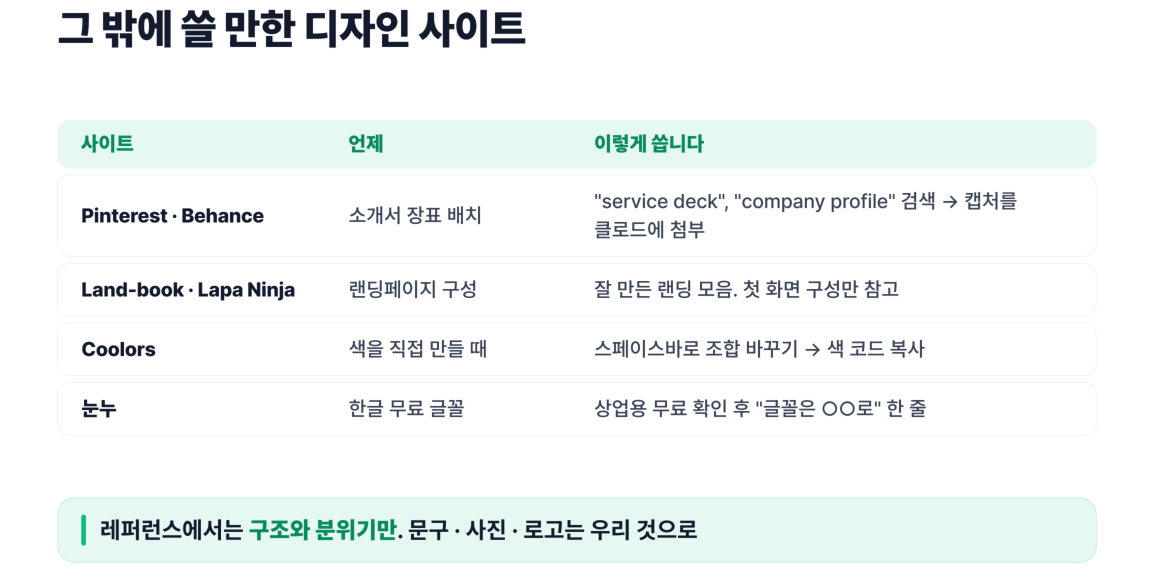 그 밖에 쓸 만한 디자인 사이트
사이트 언제 이렇게 씁니다
Pinterest · Behance 소개서 장표 배치 "service deck", "company profile" 검색 → 캡처를
클로드에 첨부
Land-book · Lapa Ninja 랜딩페이지 구성 잘 만든 랜딩 모음. 첫 화면 구성만 참고
Coolors 색을 직접 만들 때 스페이스바로 조합 바꾸기 → 색 코드 복사
눈누 한글 무료 글꼴 상업용 무료 확인 후 "글꼴은 ○○로" 한 줄
레퍼런스에서는 구조와 분위기만. 문구 · 사진 · 로고는 우리 것으로